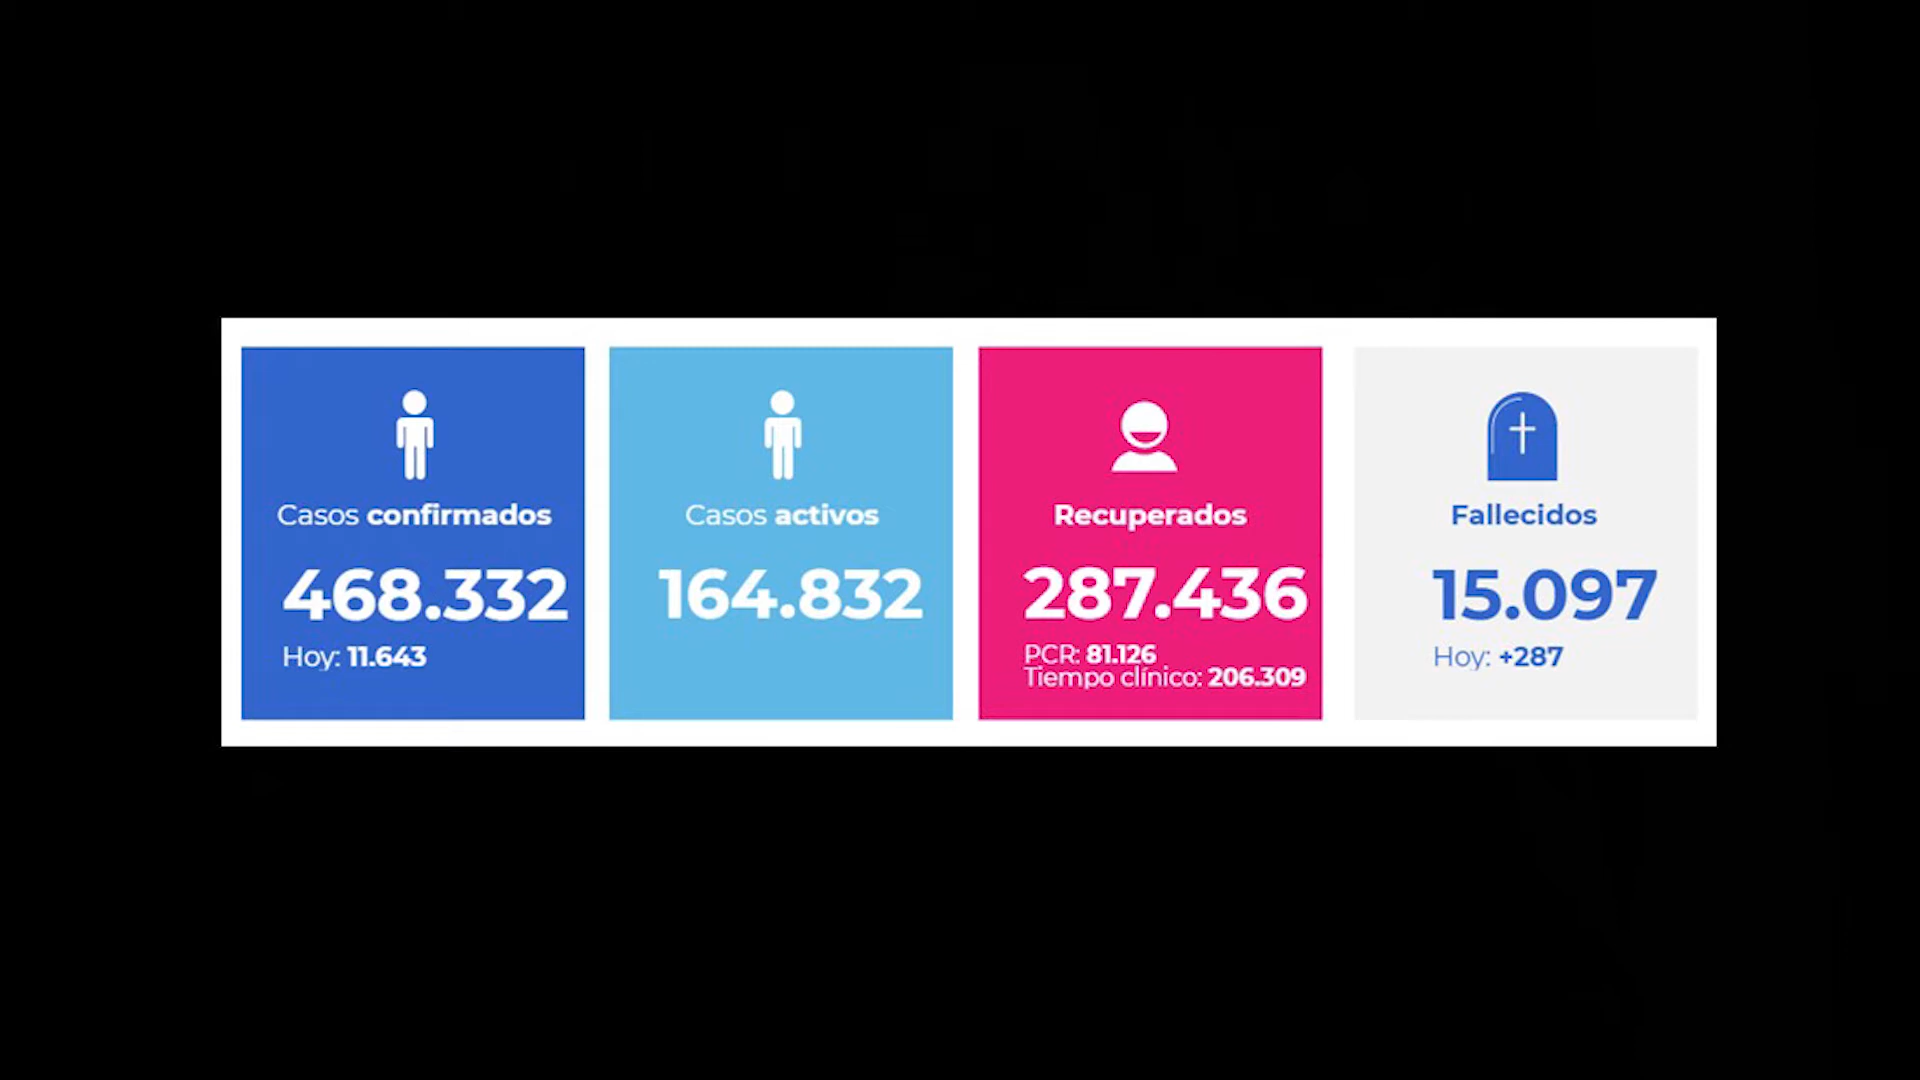 Casos confirmados
468.332
Hoy: 11.643
Casos activos
164.832
Recuperados
287.436
PCR: 81.126
Tiempo clínico: 206.309
Fallecidos
15.097
Hoy: +287